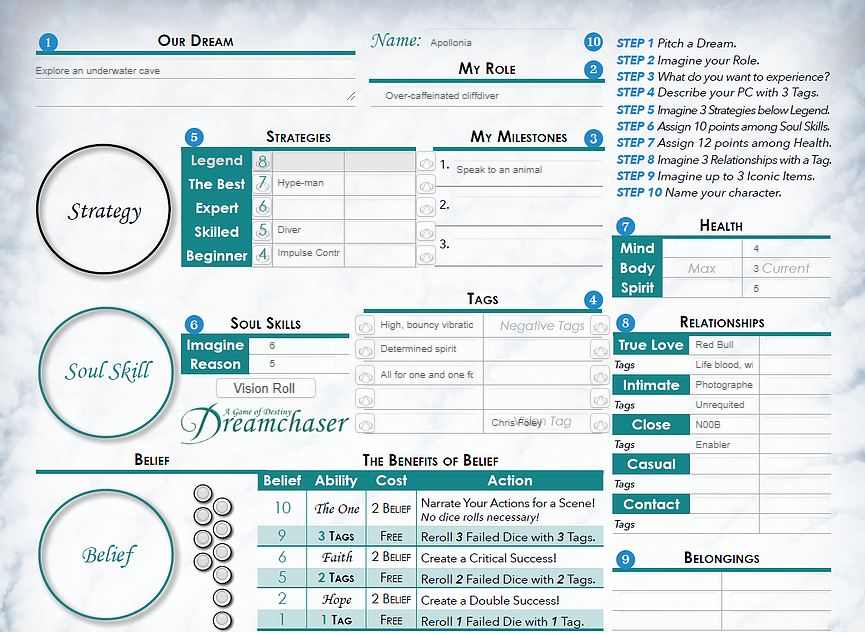 1 OUR DREAM
Explore an underwater cave
Name: Apollonia 10
MY ROLE 2
Over-caffeinated cliffdiver
STEP 1 Pitch a Dream.
STEP 2 Imagine your Role.
STEP 3 What do you want to experience?
STEP 4 Describe your PC with 3 Tags.
STEP 5 Imagine 3 Strategies below Legend.
STEP 6 Assign 10 points among Soul Skills.
STEP 7 Assign 12 points among Health.
STEP 8 Imagine 3 Relationships with a Tag.
STEP 9 Imagine up to 3 Iconic Items.
STEP 10 Name your character.
Strategy
5 STRATEGIES
Legend 8
The Best 7 Hype-man
Expert 6
Skilled 5 Diver
Beginner 4 Impulse Contr
MY MILESTONES 3
1. Speak to an animal
2.
3.
7 HEALTH
Mind 4
Body Max 3 Current
Spirit 5
Soul Skill
6 SOUL SKILLS
Imagine 6
Reason 5
Vision Roll
A Game of Destiny
Dreamchaser
TAGS 4
High, bouncy vibratic Negative Tags
Determined spirit
All for one and one fo
Chris Foley Vision Tag
8 RELATIONSHIPS
True Love Red Bull
Tags Life blood, wi
Intimate Photographe
Tags Unrequited
Close N00B
Tags Enabler
Casual
Tags
Contact
Tags
BELIEF
Belief
THE BENEFITS OF BELIEF
Belief Ability Cost Action
10 The One 2 BELIEF Narrate Your Actions for a Scene!
No dice rolls necessary!
9 3 TAGS FREE Reroll 3 Failed Dice with 3 Tags.
6 Faith 2 BELIEF Create a Critical Success!
5 2 TAGS FREE Reroll 2 Failed Dice with 2 Tags.
2 Hope 2 BELIEF Create a Double Success!
1 1 TAG FREE Reroll 1 Failed Die with 1 Tag.
9 BELONGINGS